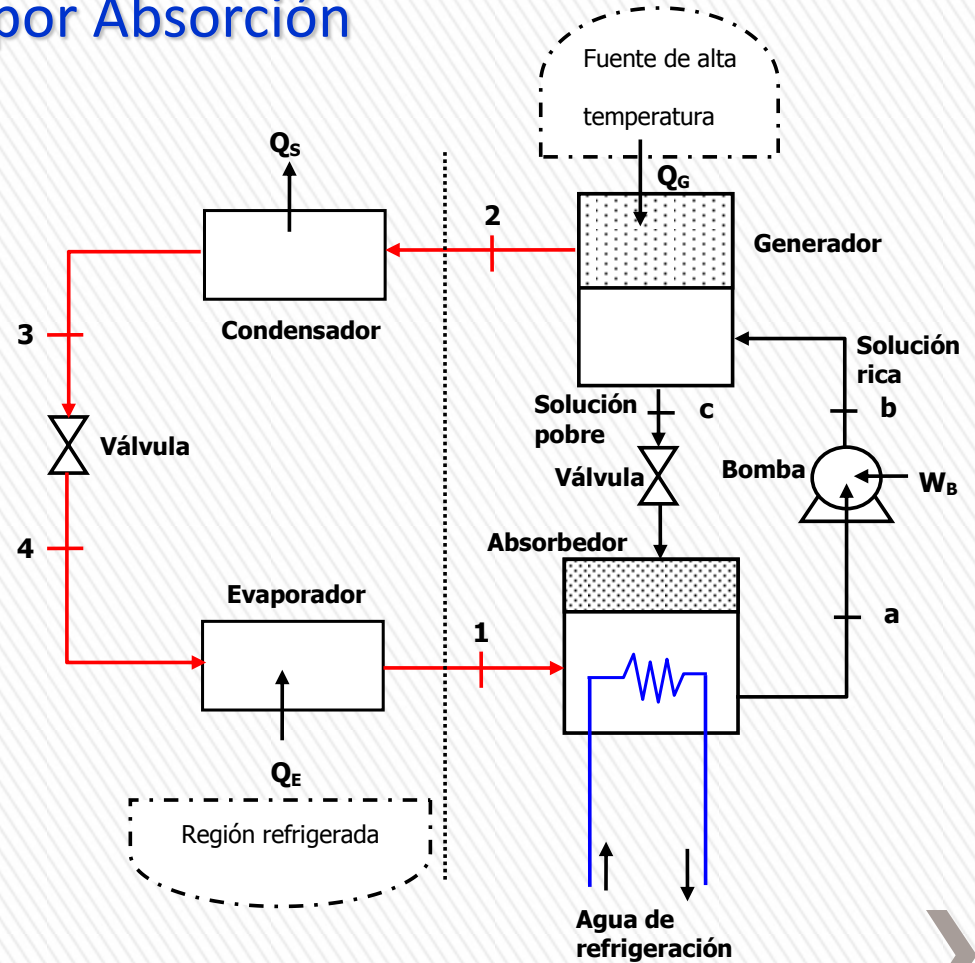 por Absorción
Fuente de alta
temperatura
Qs
QG
2
Generador
Condensador
3
Solución
rica
b
Solución
pobre
c
Válvula
Válvula
Bomba
WB
4
Absorbedor
Evaporador
1
a
QE
Región refrigerada
Agua de
refrigeración